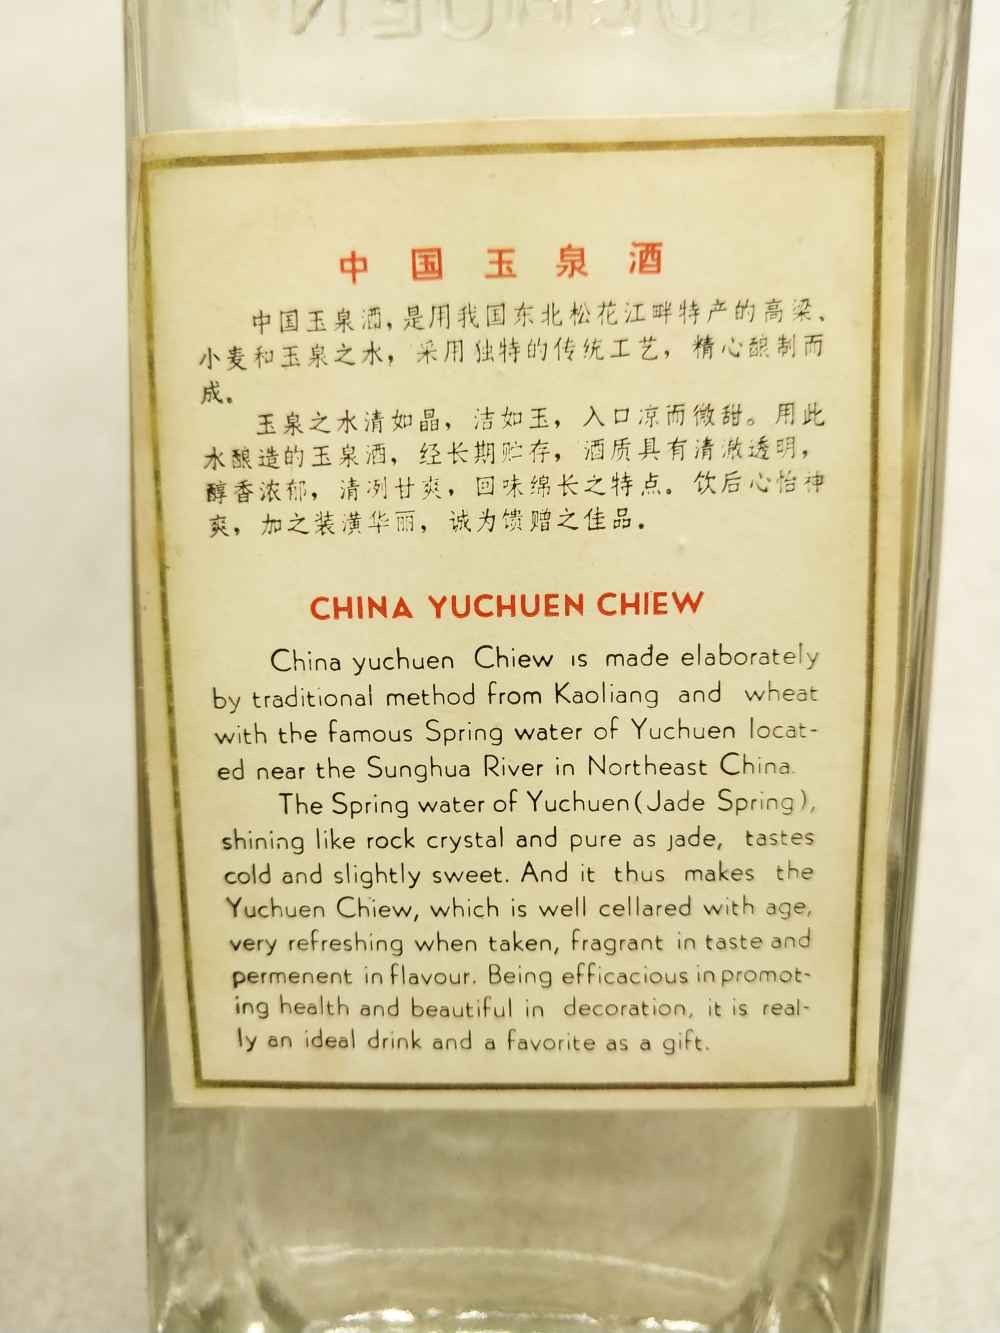 中国玉泉酒
中国玉泉酒,是用我国东北松花江畔特产的高梁、
小麦和玉泉之水，采用独特的传统工艺，精心酿制而
成。
玉泉之水清如晶，洁如玉，入口凉而微甜。用此
水酿造的玉泉酒，经长期贮存，酒质具有清澈透明，
醇香浓郁，清冽甘爽，回味绵长之特点。饮后心怡神
爽，加之装潢华丽，诚为馈赠之佳品．
CHINA YUCHUEN CHIEW
China yuchuen Chiew is made elaborately
by traditional method from Kaoliang and wheat
with the famous Spring water of Yuchuen locat-
ed near the Sunghua River in Northeast China.
The Spring water of Yuchuen(Jade Spring),
shining like rock crystal and pure as jade, tastes
cold and slightly sweet. And it thus makes the
Yuchuen Chiew, which is well cellared with age,
very refreshing when taken, fragrant in taste and
permenent in flavour. Being efficacious in promot-
ing health and beautiful in decoration, it is real-
ly an ideal drink and a favorite as a gift.